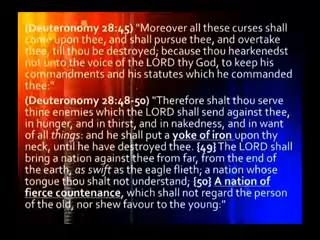 (Deuteronomy 28:45) "Moreover all these curses shall
come upon thee, and shall pursue thee, and overtake
thee, till thou be destroyed; because thou hearkenedst
not unto the voice of the LORD thy God, to keep his
commandments and his statutes which he commanded
thee:"
(Deuteronomy 28:48-50) "Therefore shalt thou serve
thine enemies which the LORD shall send against thee,
in hunger, and in thirst, and in nakedness, and in want
of all things: and he shall put a yoke of iron upon thy
neck, until he have destroyed thee. {49} The LORD shall
bring a nation against thee from far, from the end of
the earth, as swift as the eagle flieth; a nation whose
tongue thou shalt not understand; {50} A nation of
fierce countenance, which shall not regard the person
of the old, nor shew favour to the young:"